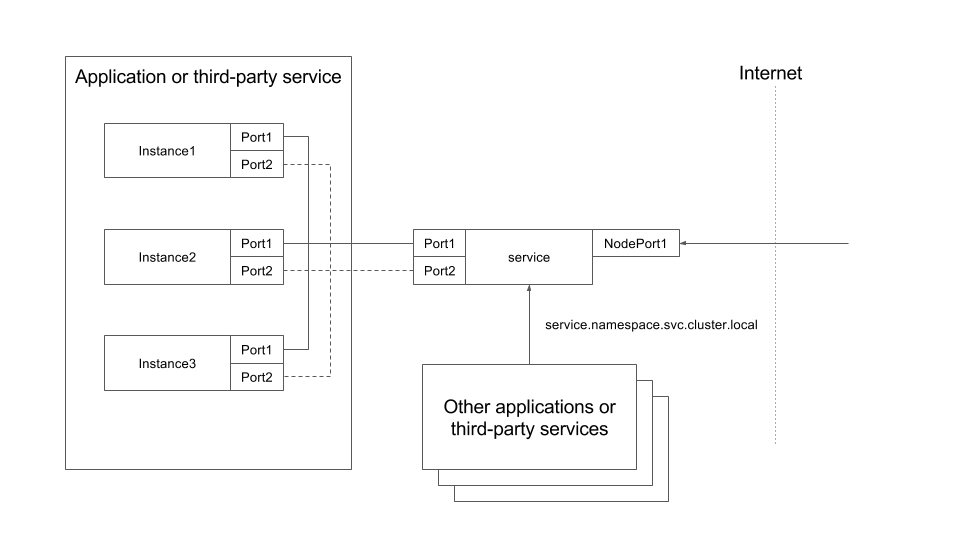 Internet
Application or third-party service
Instance1
Port1
Port2
Instance2
Port1
Port2
Instance3
Port1
Port2
Port1
Port2
service
NodePort1
service.namespace.svc.cluster.local
Other applications or
third-party services